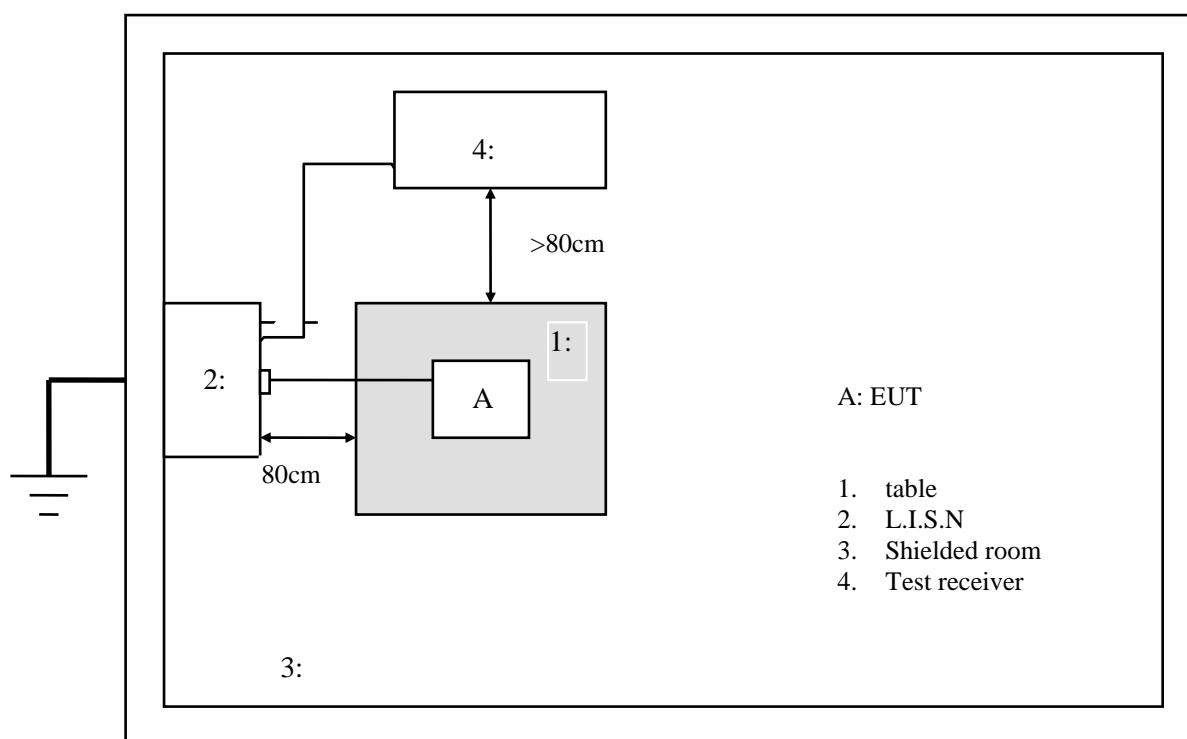 4:
>80cm
1:
2:
A
A: EUT
80cm
1. table
2. L.I.S.N
3. Shielded room
4. Test receiver
3: